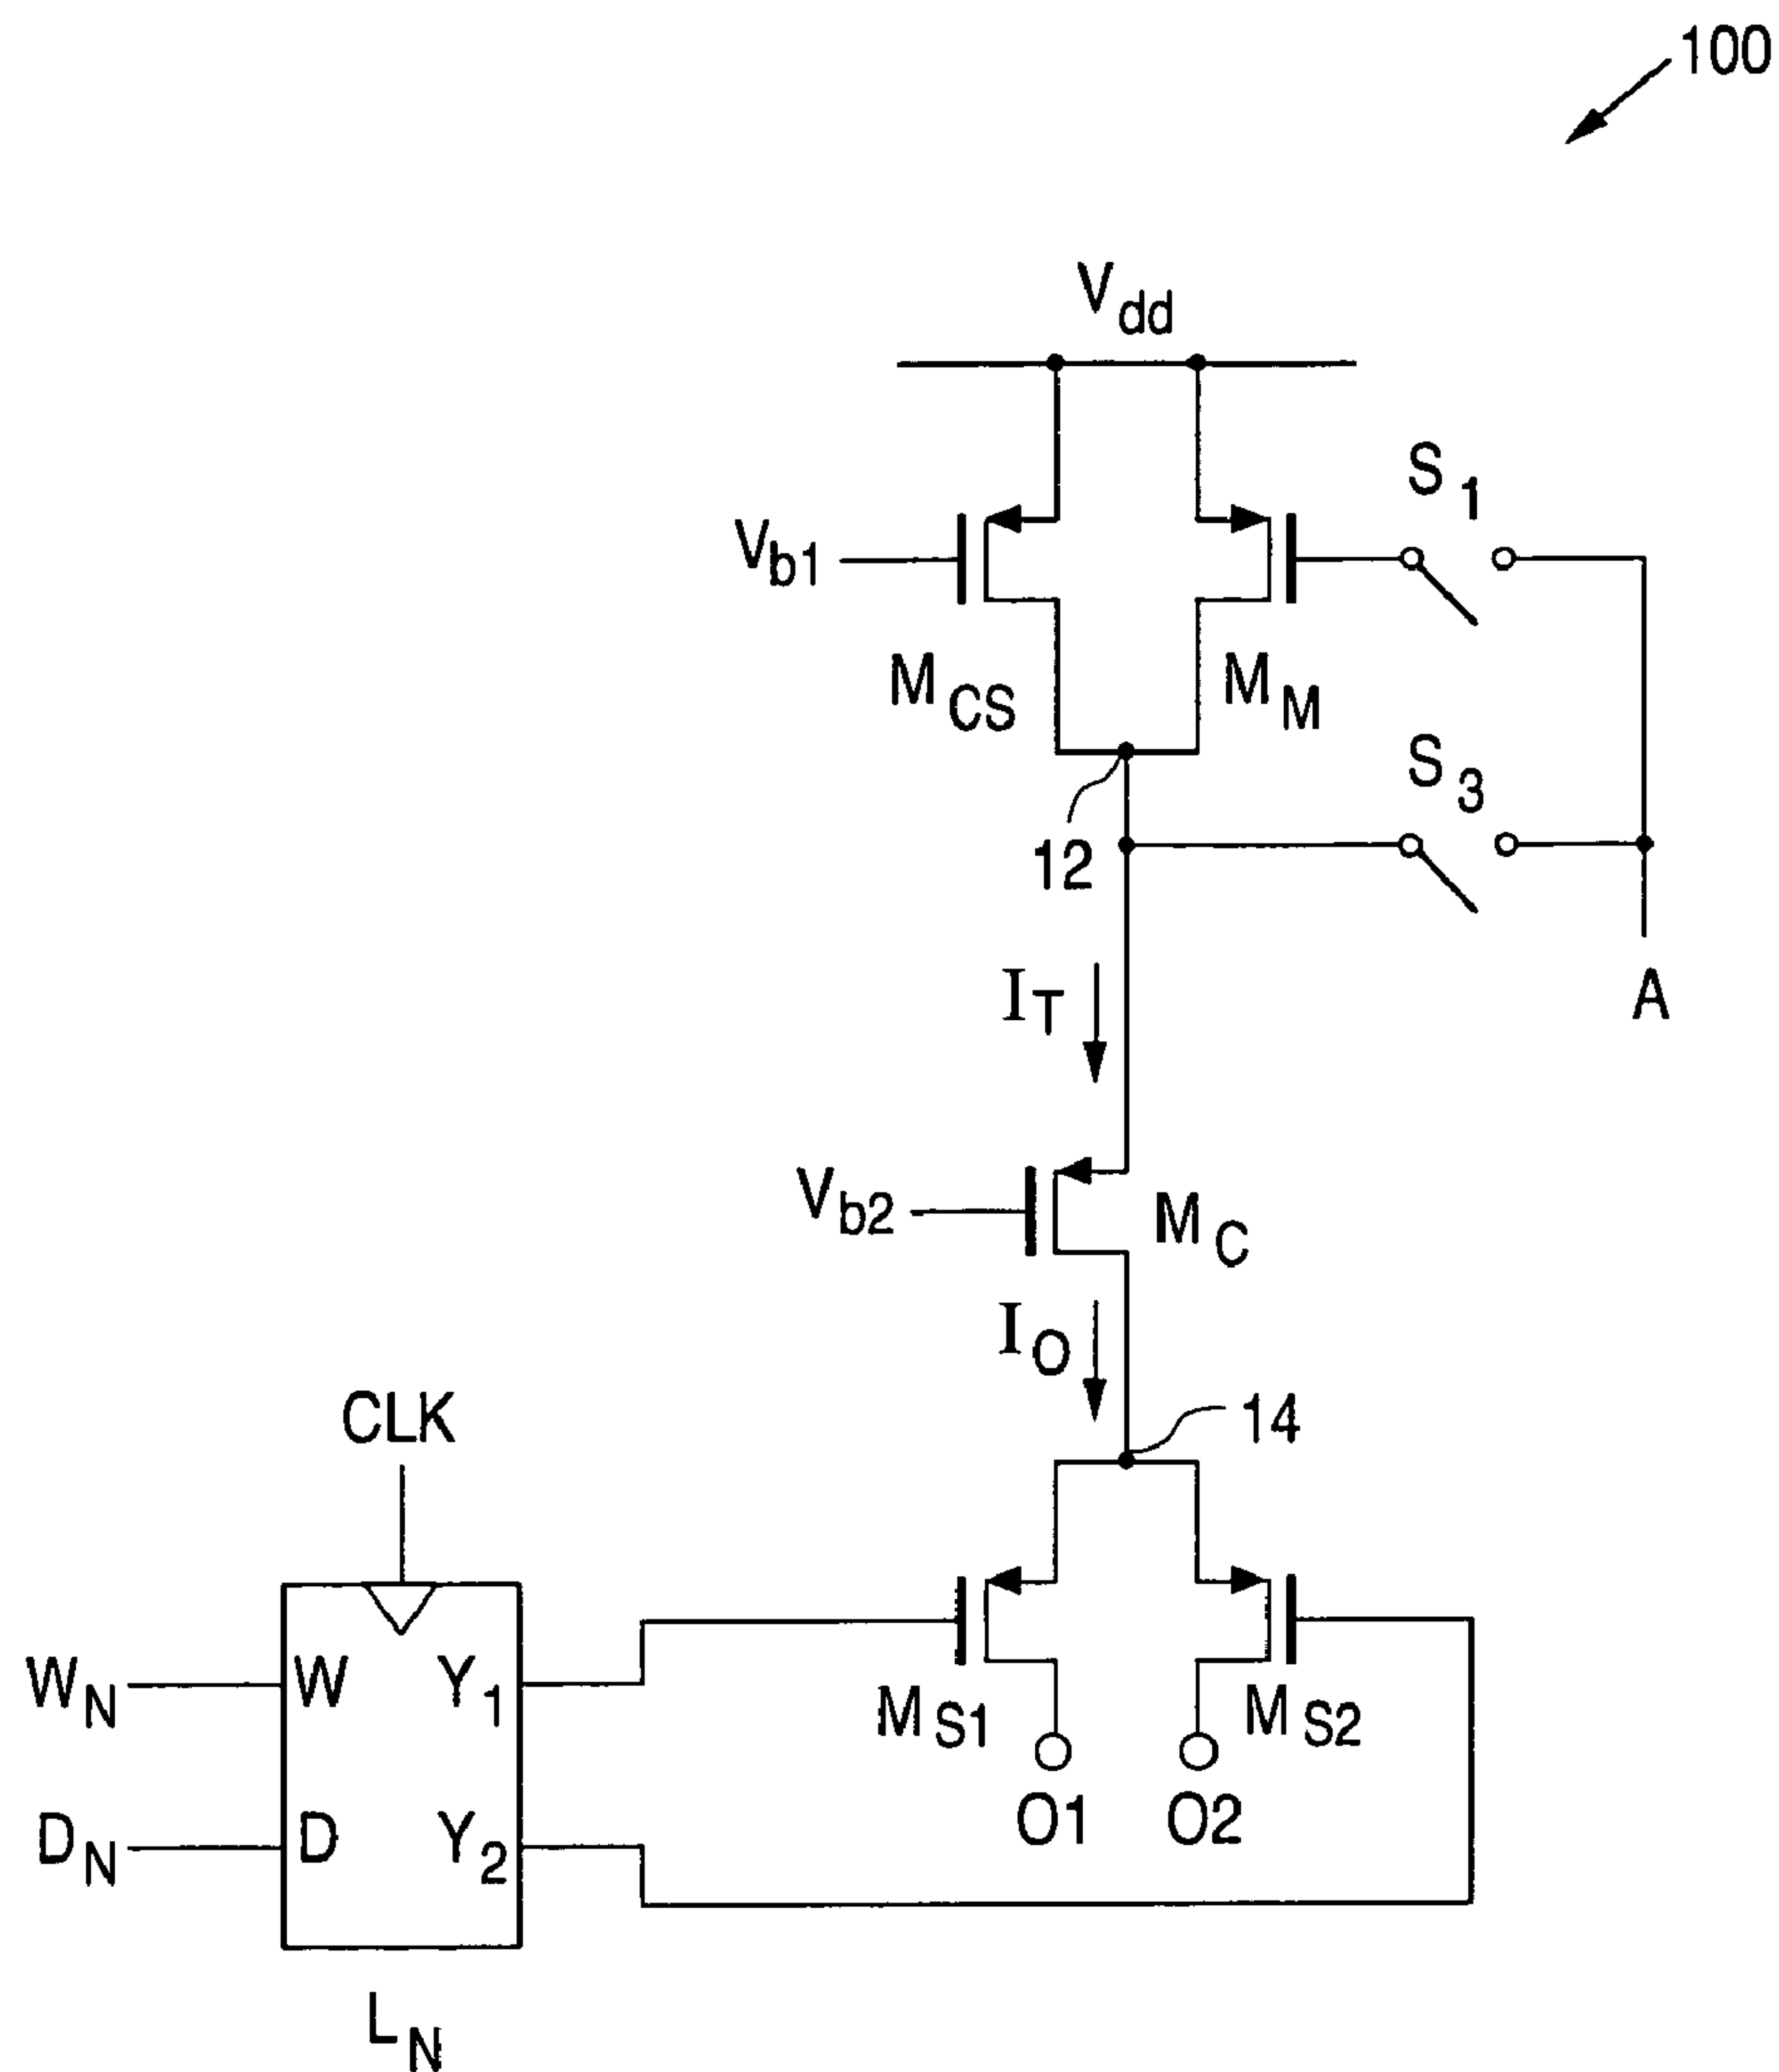 100
Vdd
S1
Vb1
MCS
MM
S3
12
IT
A
Vb2
MC
IO
14
CLK
WN
W
Y1
MS1
MS2
DN
D
Y2
O1
O2
LN